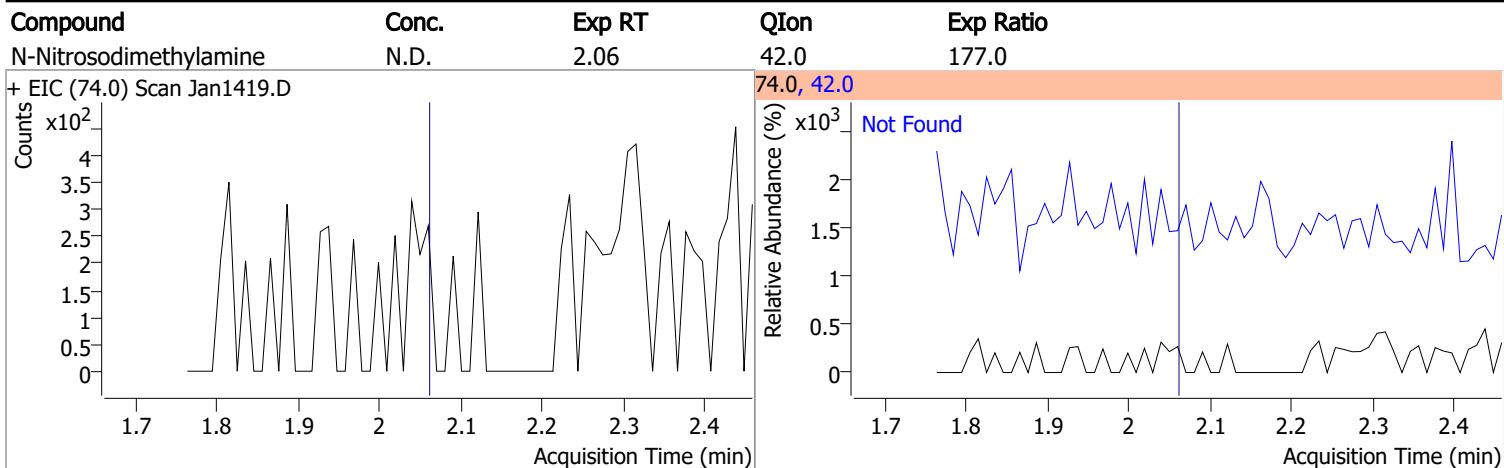 Compound Conc. Exp RT QIon Exp Ratio
N-Nitrosodimethylamine N.D. 2.06 42.0 177.0
+ EIC (74.0) Scan Jan1419.D
Counts
x10²
4
3.5
3
2.5
2
1.5
1
0.5
0
1.7 1.8 1.9 2 2.1 2.2 2.3 2.4
Acquisition Time (min)
74.0, 42.0
Relative Abundance (%)
x10³
Not Found
2
1.5
1
0.5
0
1.7 1.8 1.9 2 2.1 2.2 2.3 2.4
Acquisition Time (min)